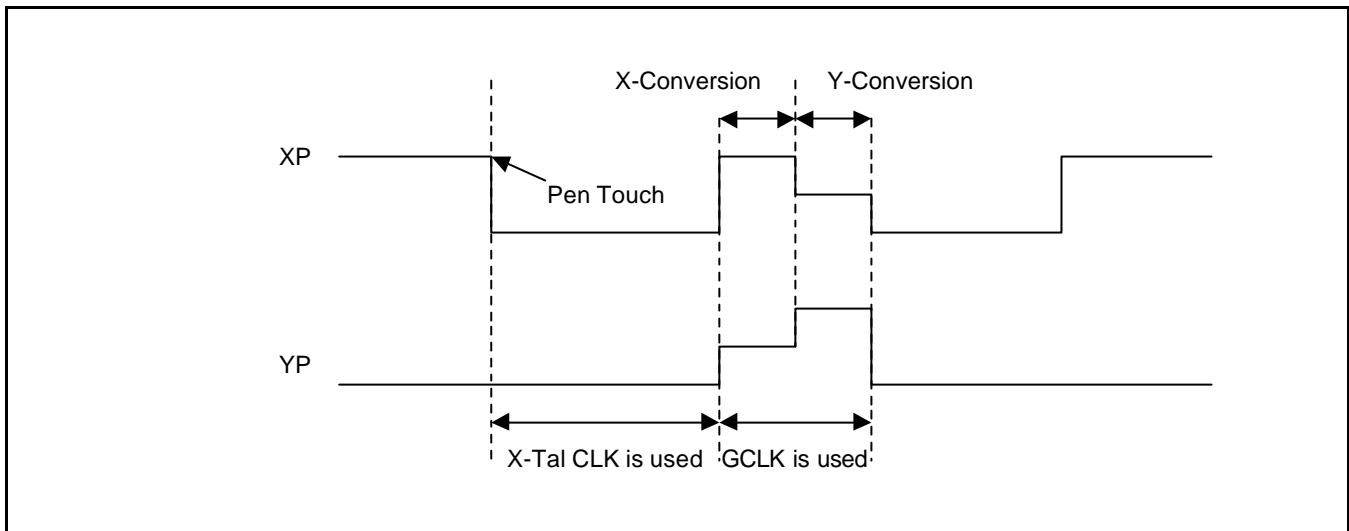 X-Conversion Y-Conversion
XP
Pen Touch
YP
X-Tal CLK is used GCLK is used